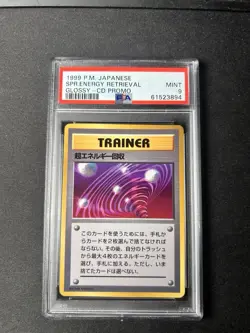 1999 P.M. JAPANESE
SPR.ENERGY RETRIEVAL
GLOSSY -CD PROMO
MINT
9
PSA
61523894
TRAINER
超エネルギー回収
このカードを使うためには、手札か
らカードを2枚選んで捨てなければ
ならない。その後、自分のトラッシュ
から最大4枚のエネルギーカードを
選び、手札に加える。ただし、いま
捨てたカードは選べない。